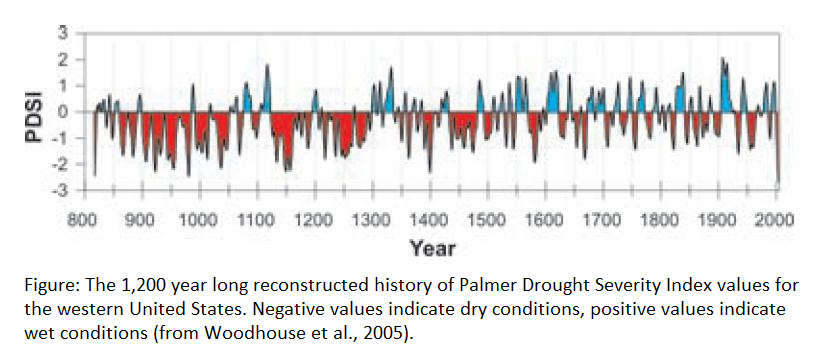 3
2
1
0
-1
-2
-3
PDSI
800 900 1000 1100 1200 1300 1400 1500 1600 1700 1800 1900 2000
Year
Figure: The 1,200 year long reconstructed history of Palmer Drought Severity Index values for
the western United States. Negative values indicate dry conditions, positive values indicate
wet conditions (from Woodhouse et al., 2005).